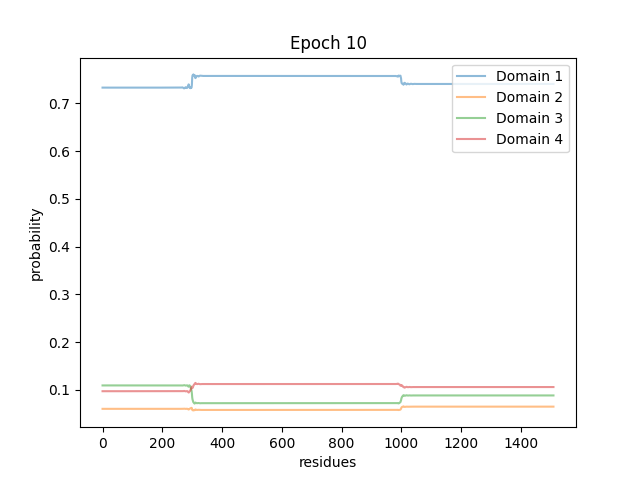 Epoch 10
Domain 1
Domain 2
Domain 3
Domain 4
probability
0.7
0.6
0.5
0.4
0.3
0.2
0.1
0 200 400 600 800 1000 1200 1400
residues